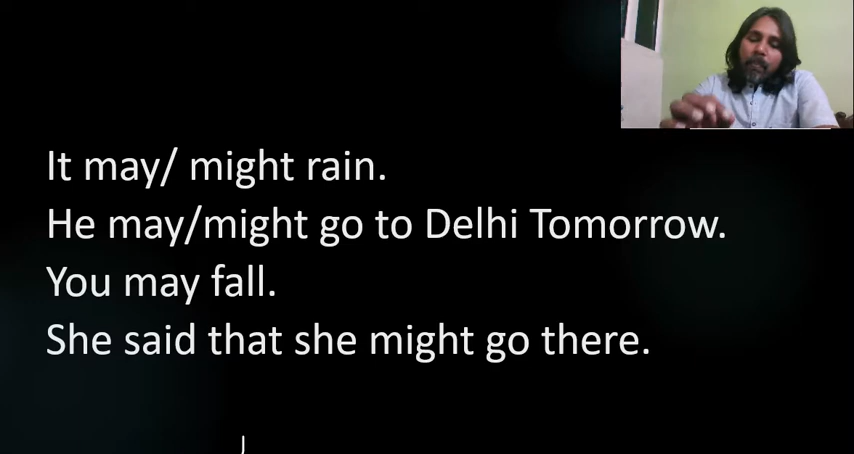 It may/ might rain.
He may/might go to Delhi Tomorrow.
You may fall.
She said that she might go there.